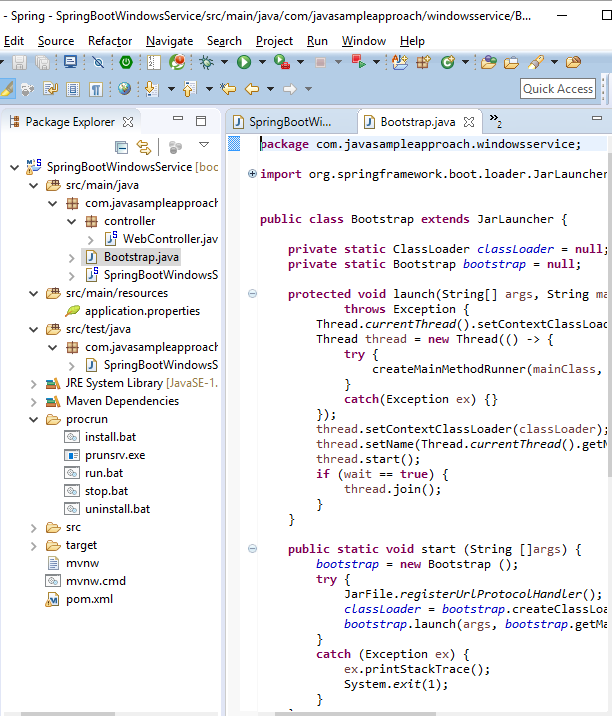 - Spring - SpringBootWindowsService/src/main/java/com/javasampleapproach/windowsservice/B...
Edit Source Refactor Navigate Search Project Run Window Help
Quick Access
Package Explorer
SpringBootWi...
Bootstrap.java
2
SpringBootWindowsService [boc
src/main/java
com.javasampleapproach
controller
WebController.jav
Bootstrap.java
SpringBootWindowsS
src/main/resources
application.properties
src/test/java
com.javasampleapproach
SpringBootWindowsS
JRE System Library [JavaSE-1.
Maven Dependencies
procrun
install.bat
prunsrv.exe
run.bat
stop.bat
uninstall.bat
src
target
mvnw
mvnw.cmd
pom.xml
package com.javasampleapproach.windowsservice;
import org.springframework.boot.loader.JarLauncher
public class Bootstrap extends JarLauncher {
private static ClassLoader classLoader = null;
private static Bootstrap bootstrap = null;
protected void launch(String[] args, String ma
throws Exception {
Thread.currentThread().setContextClassLoa
Thread thread = new Thread(() -> {
try {
createMainMethodRunner(mainClass,
}
catch(Exception ex) {}
});
thread.setContextClassLoader(classLoader);
thread.setName(Thread.currentThread().getN
thread.start();
if (wait == true) {
thread.join();
}
}
public static void start (String []args) {
bootstrap = new Bootstrap ();
try {
JarFile.registerUrlProtocolHandler();
classLoader = bootstrap.createClassLoa
bootstrap.launch(args, bootstrap.getMa
}
catch (Exception ex) {
ex.printStackTrace();
System.exit(1);
}